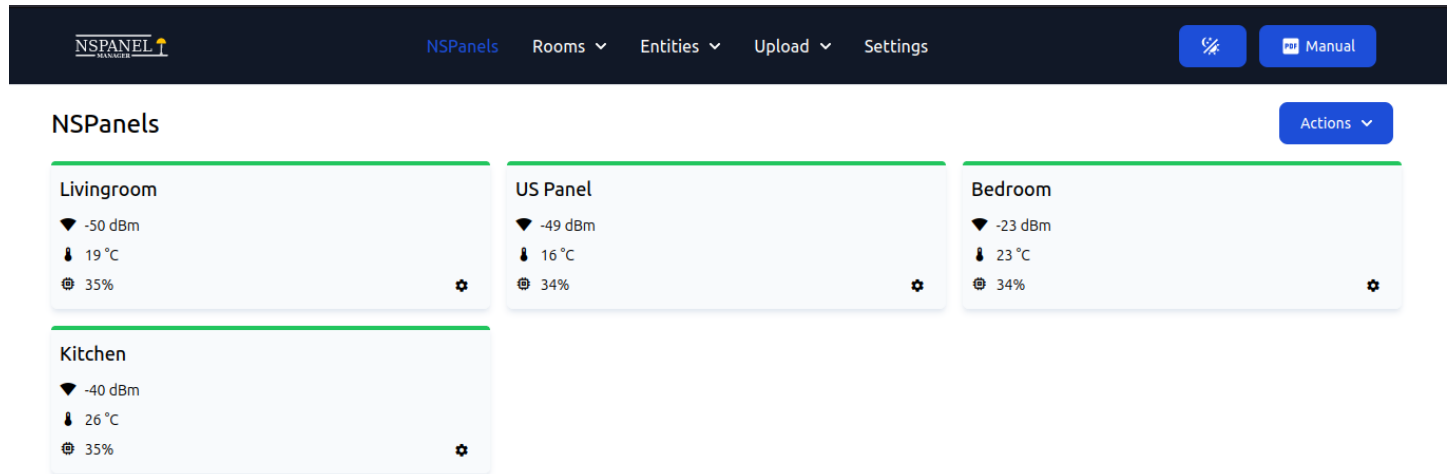 NSPANEL
MANAGER
NSPanels
Rooms
Entities
Upload
Settings
PDF Manual
NSPanels
Actions
Livingroom
-50 dBm
19 °C
35%
US Panel
-49 dBm
16 °C
34%
Bedroom
-23 dBm
23 °C
34%
Kitchen
-40 dBm
26 °C
35%